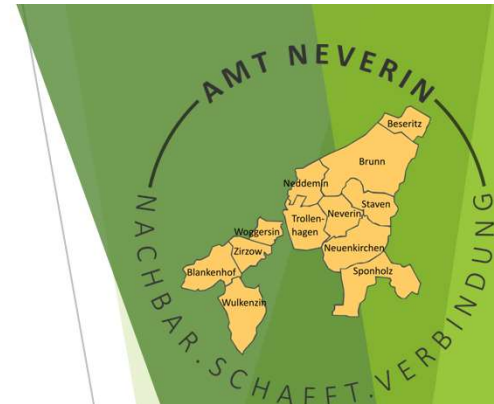 AMT NEVERIN
Beseritz
Brunn
Neddemin
Staven
Trollen-
hagen
Neverin
Woggersin
Neuenkirchen
Zirzow
Sponholz
Blankenhof
Wulkenzin
NACHBAR.SCHAFFT.VERBINDUNG